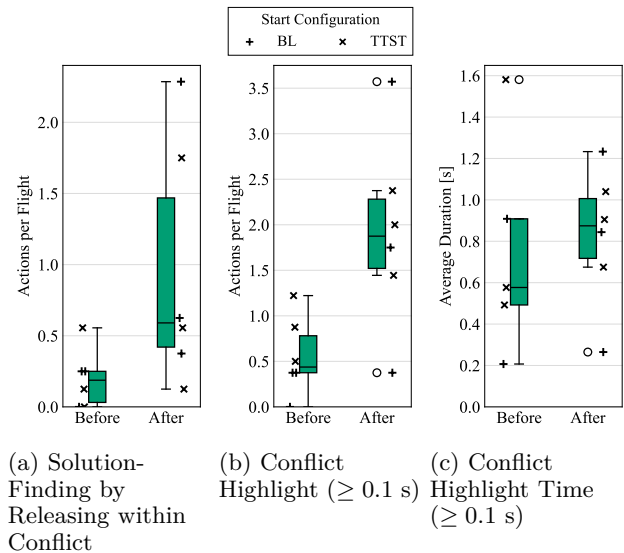 Start Configuration
+ BL × TTST
Actions per Flight
2.0
1.5
1.0
0.5
0.0
Before After
Actions per Flight
3.5
3.0
2.5
2.0
1.5
1.0
0.5
0.0
Before After
Average Duration [s]
1.6
1.4
1.2
1.0
0.8
0.6
0.4
0.2
0.0
Before After
(a) Solution-
Finding by
Releasing within
Conflict
(b) Conflict
Highlight (≥ 0.1 s)
(c) Conflict
Highlight Time
(≥ 0.1 s)